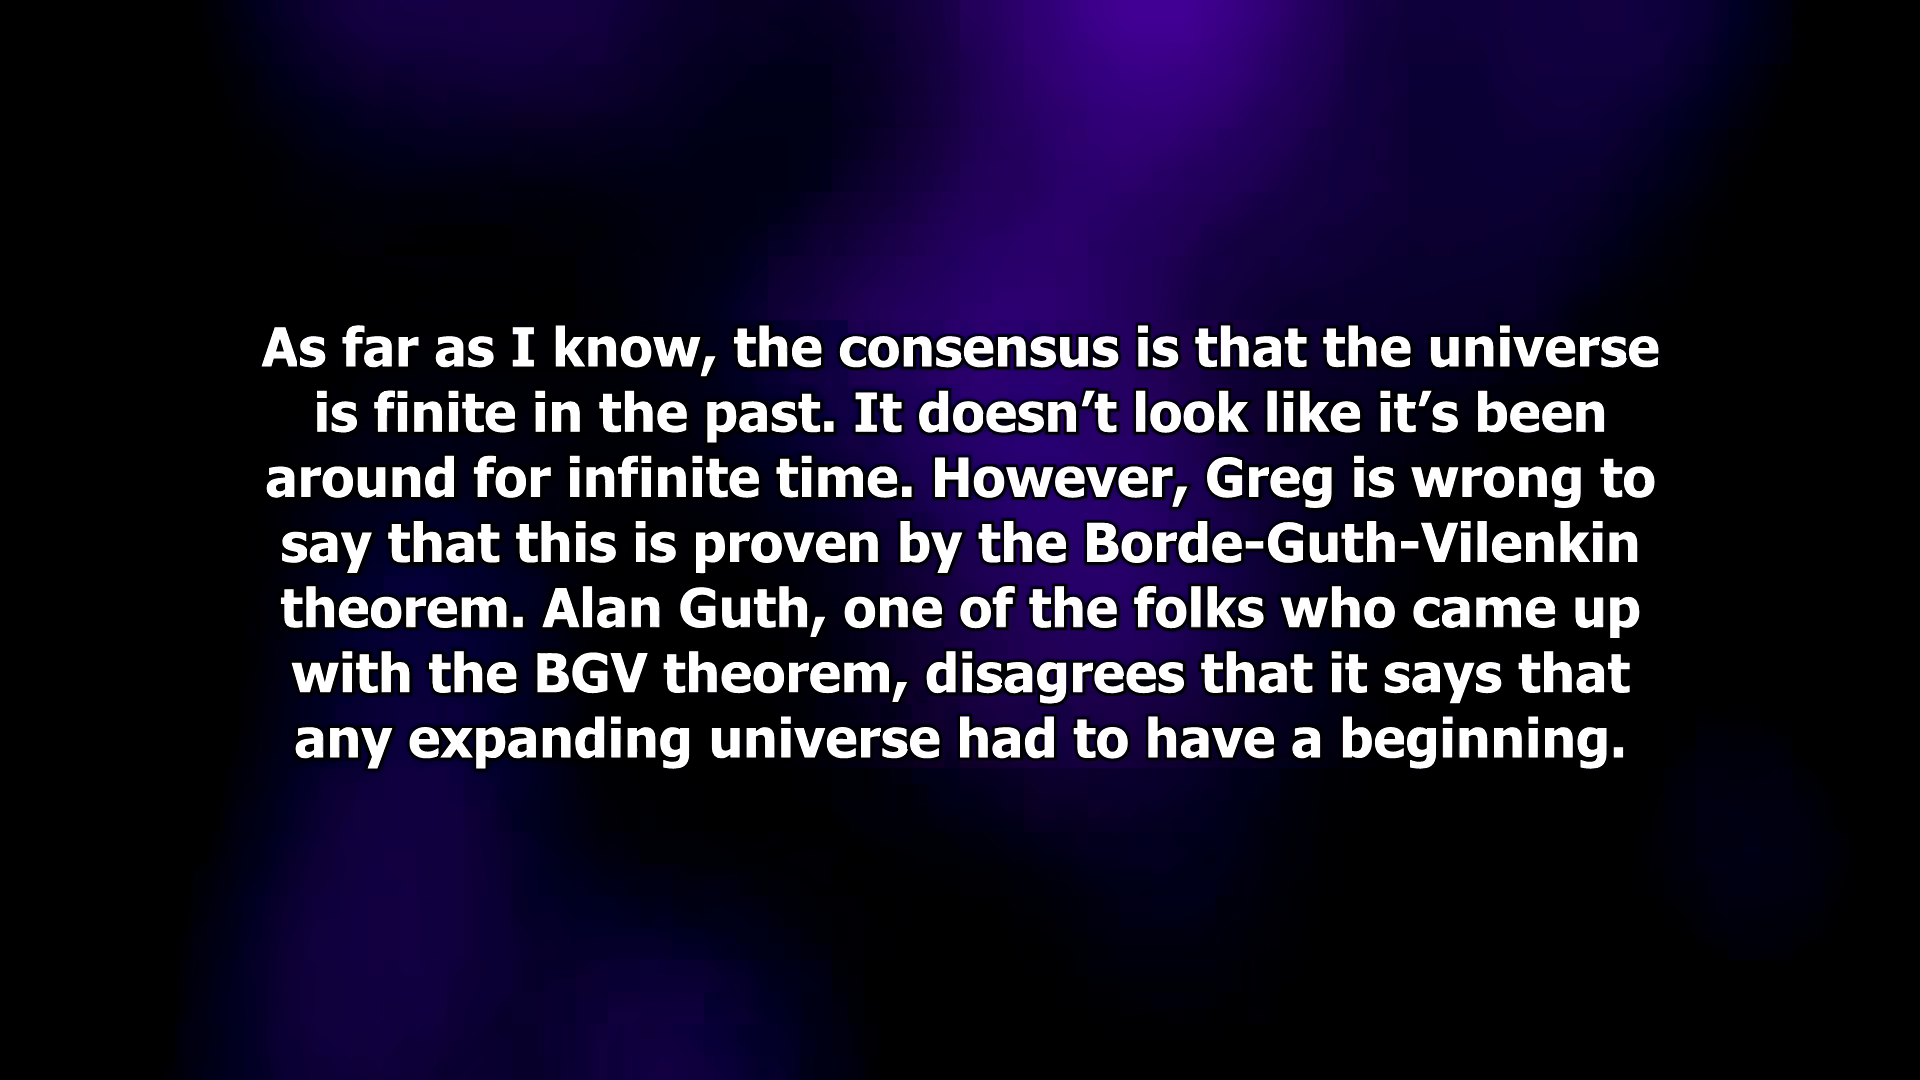 As far as I know, the consensus is that the universe
is finite in the past. It doesn’t look like it’s been
around for infinite time. However, Greg is wrong to
say that this is proven by the Borde-Guth-Vilenkin
theorem. Alan Guth, one of the folks who came up
with the BGV theorem, disagrees that it says that
any expanding universe had to have a beginning.